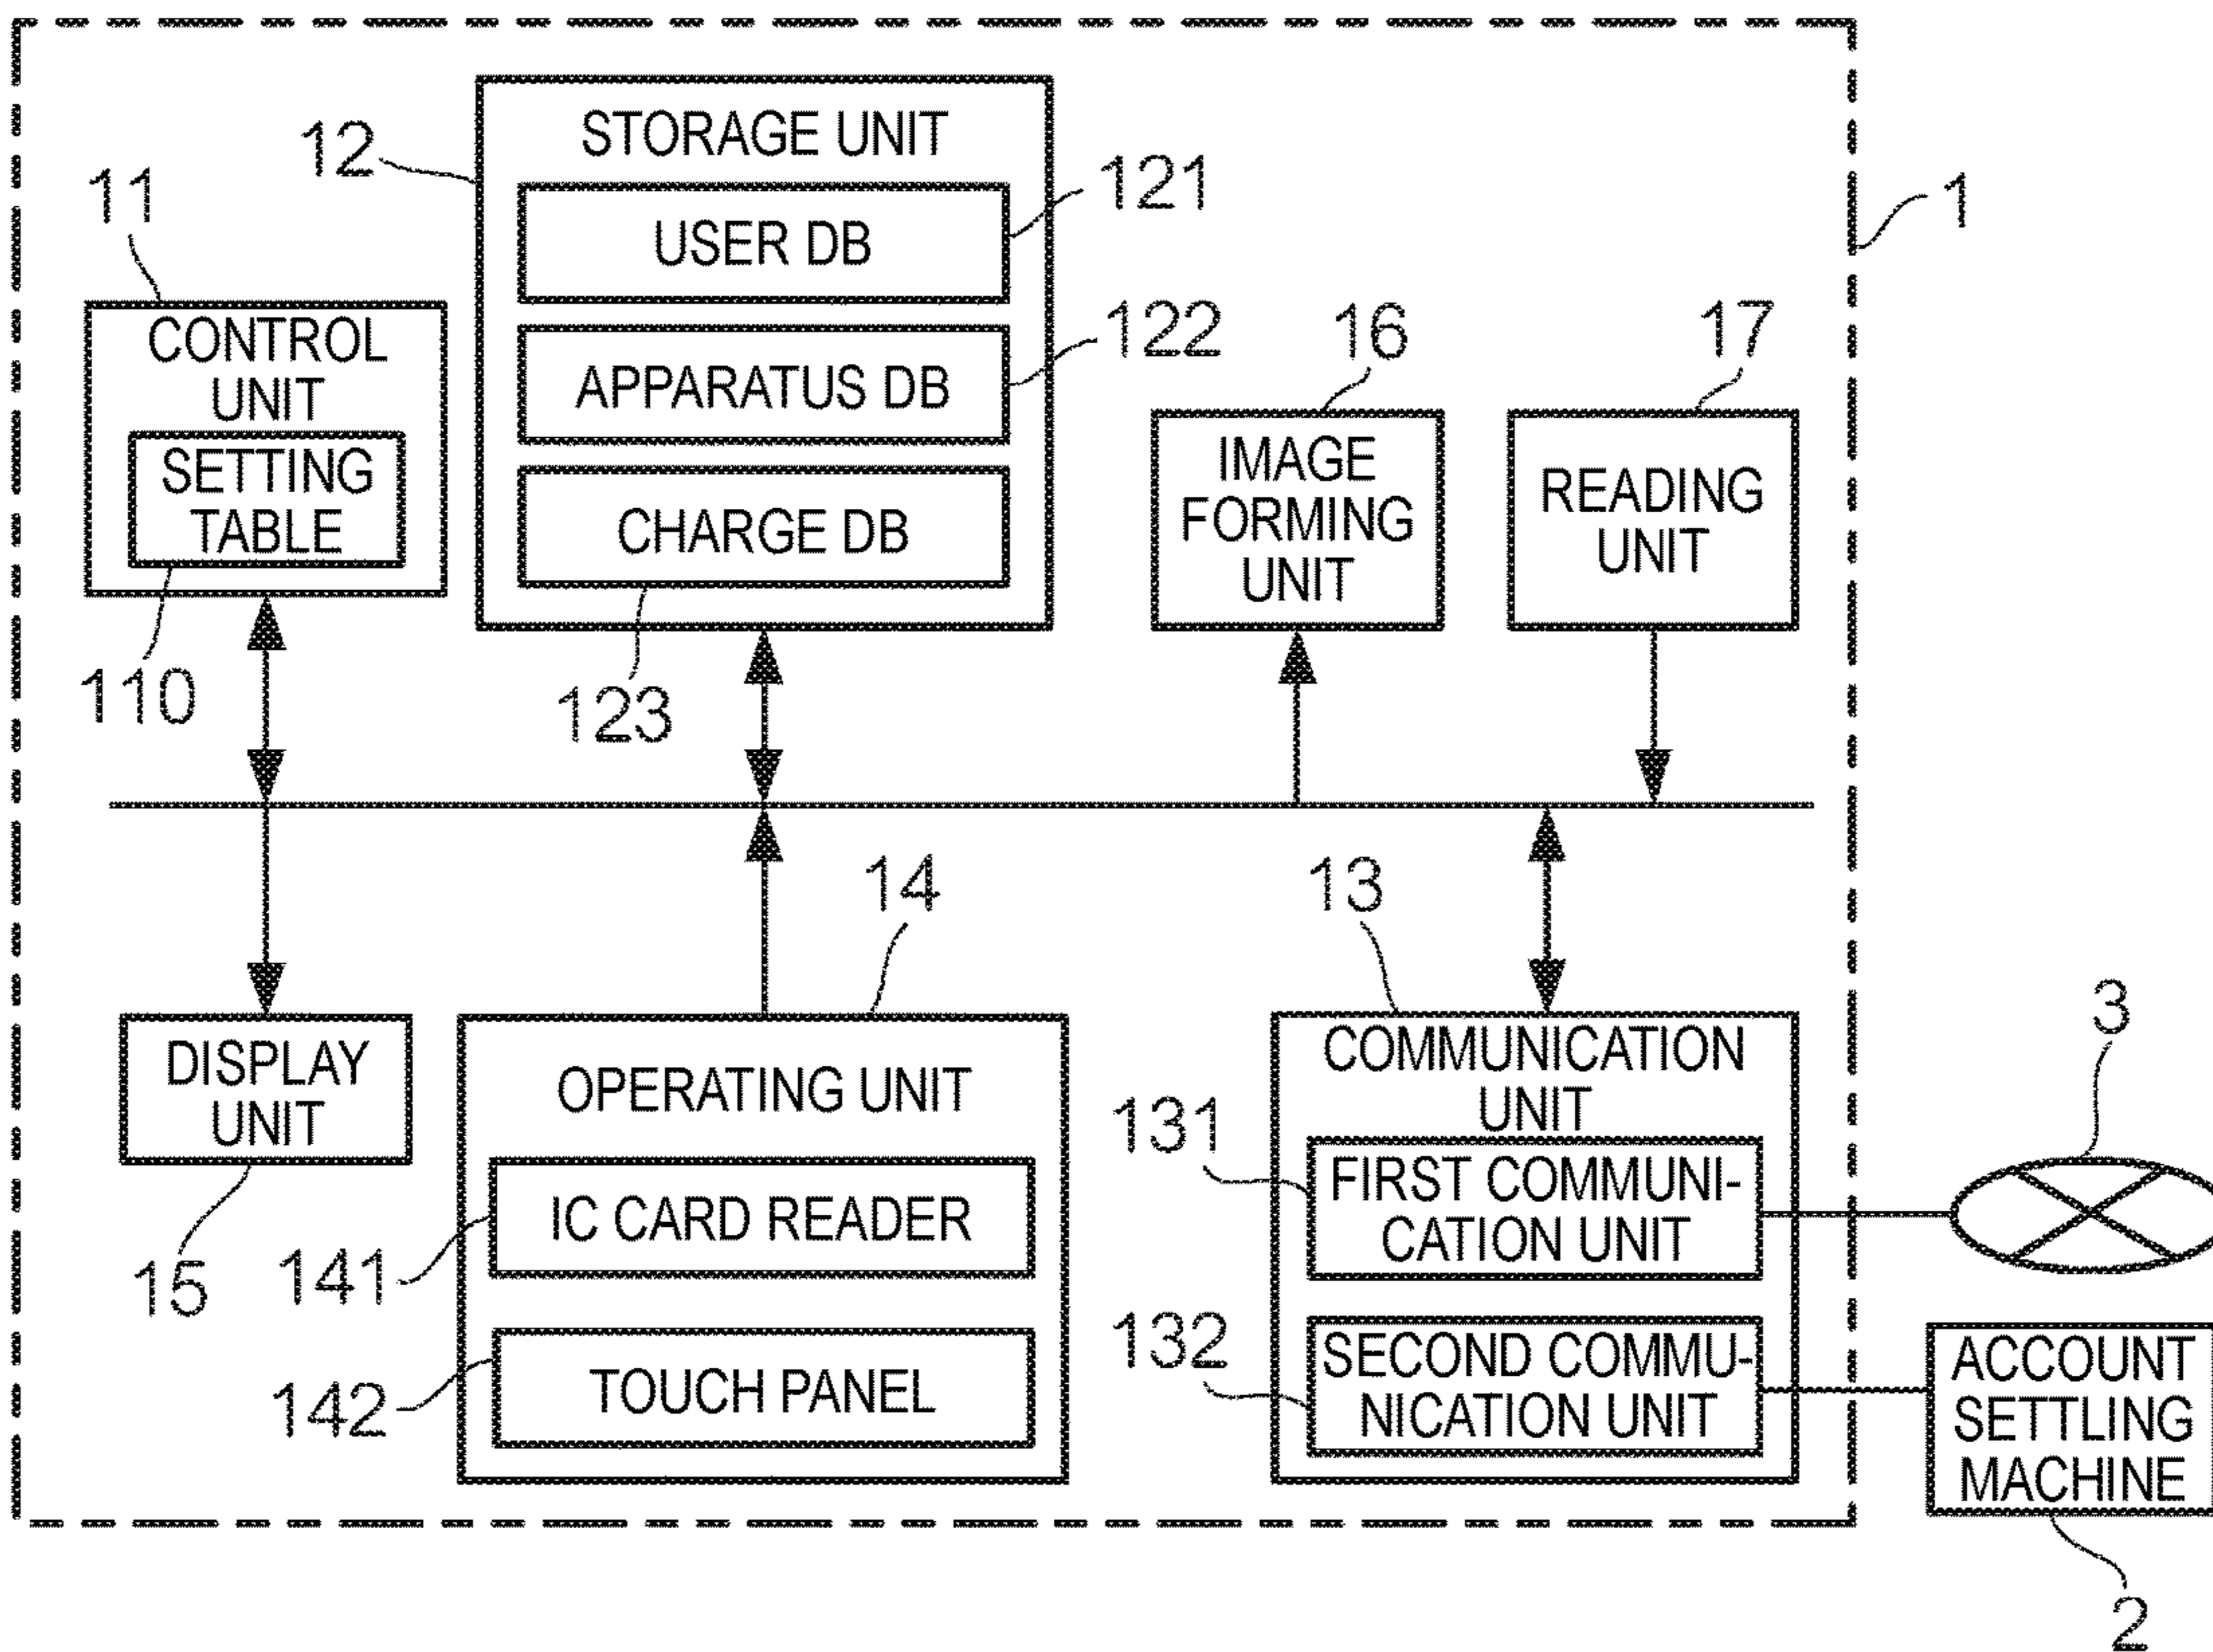 12
STORAGE UNIT
121
USER DB
11
1
CONTROL
UNIT
122
APPARATUS DB
16
17
SETTING
TABLE
IMAGE
FORMING
UNIT
READING
UNIT
CHARGE DB
110
123
14
13
3
DISPLAY
UNIT
OPERATING UNIT
COMMUNICATION
UNIT
131
FIRST COMMUNI-
CATION UNIT
IC CARD READER
141
15
132
SECOND COMMU-
NICATION UNIT
ACCOUNT
SETTLING
MACHINE
TOUCH PANEL
142
2